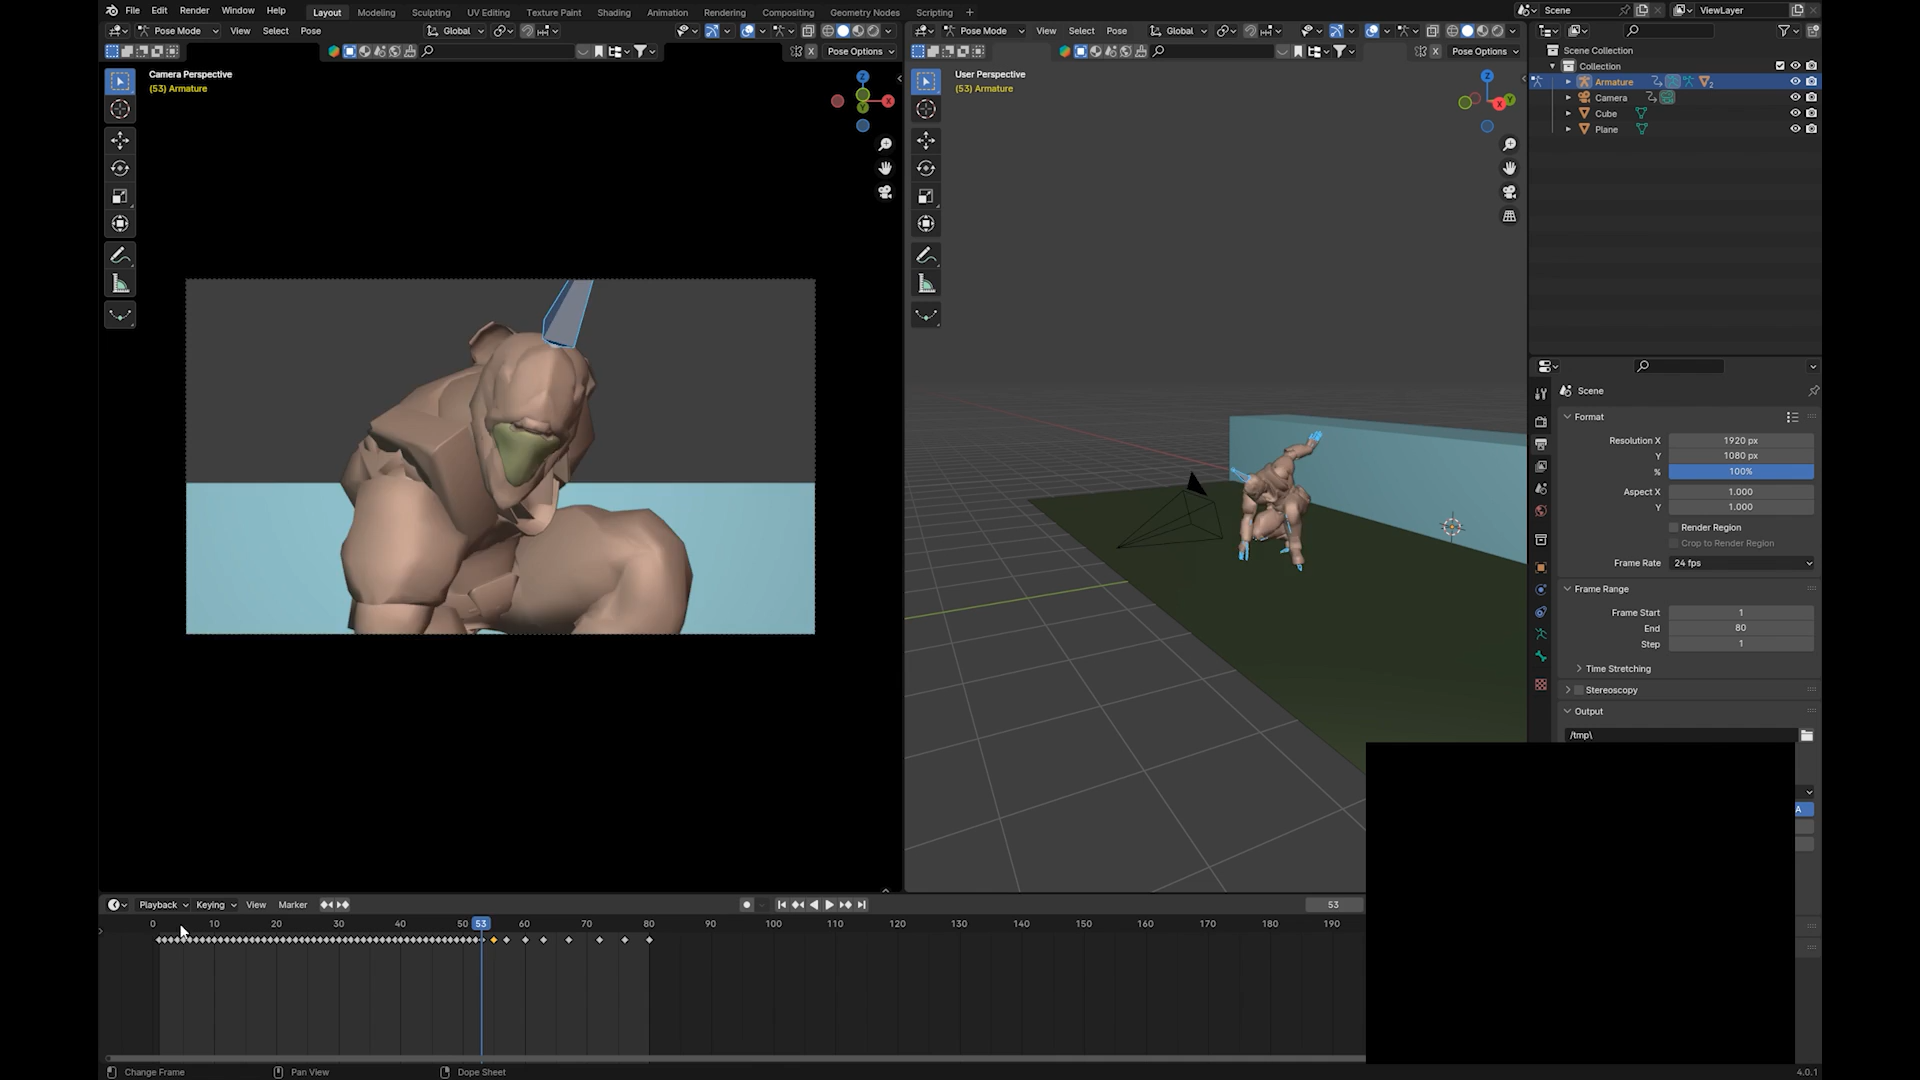 File Edit Render Window Help Layout Modeling Sculpting UV Editing Texture Paint Shading Animation Rendering Compositing Geometry Nodes Scripting + Scene ViewLayer
Pose Mode View Select Pose Global Pose Mode View Select Pose Global
Pose Options Pose Options
Scene Collection
Collection
Armature 2
Camera
Cube
Plane
Camera Perspective
(53) Armature
Z
Y
X
User Perspective
(53) Armature
Z
Y
X
Scene
Format
Resolution X 1920 px
Y 1080 px
% 100%
Aspect X 1.000
Y 1.000
Render Region
Crop to Render Region
Frame Rate 24 fps
Frame Range
Frame Start 1
End 80
Step 1
Time Stretching
Stereoscopy
Output
/tmp\
A
Playback Keying View Marker 53
0 10 20 30 40 50 53 60 70 80 90 100 110 120 130 140 150 160 170 180 190
Change Frame Pan View Dope Sheet 4.0.1